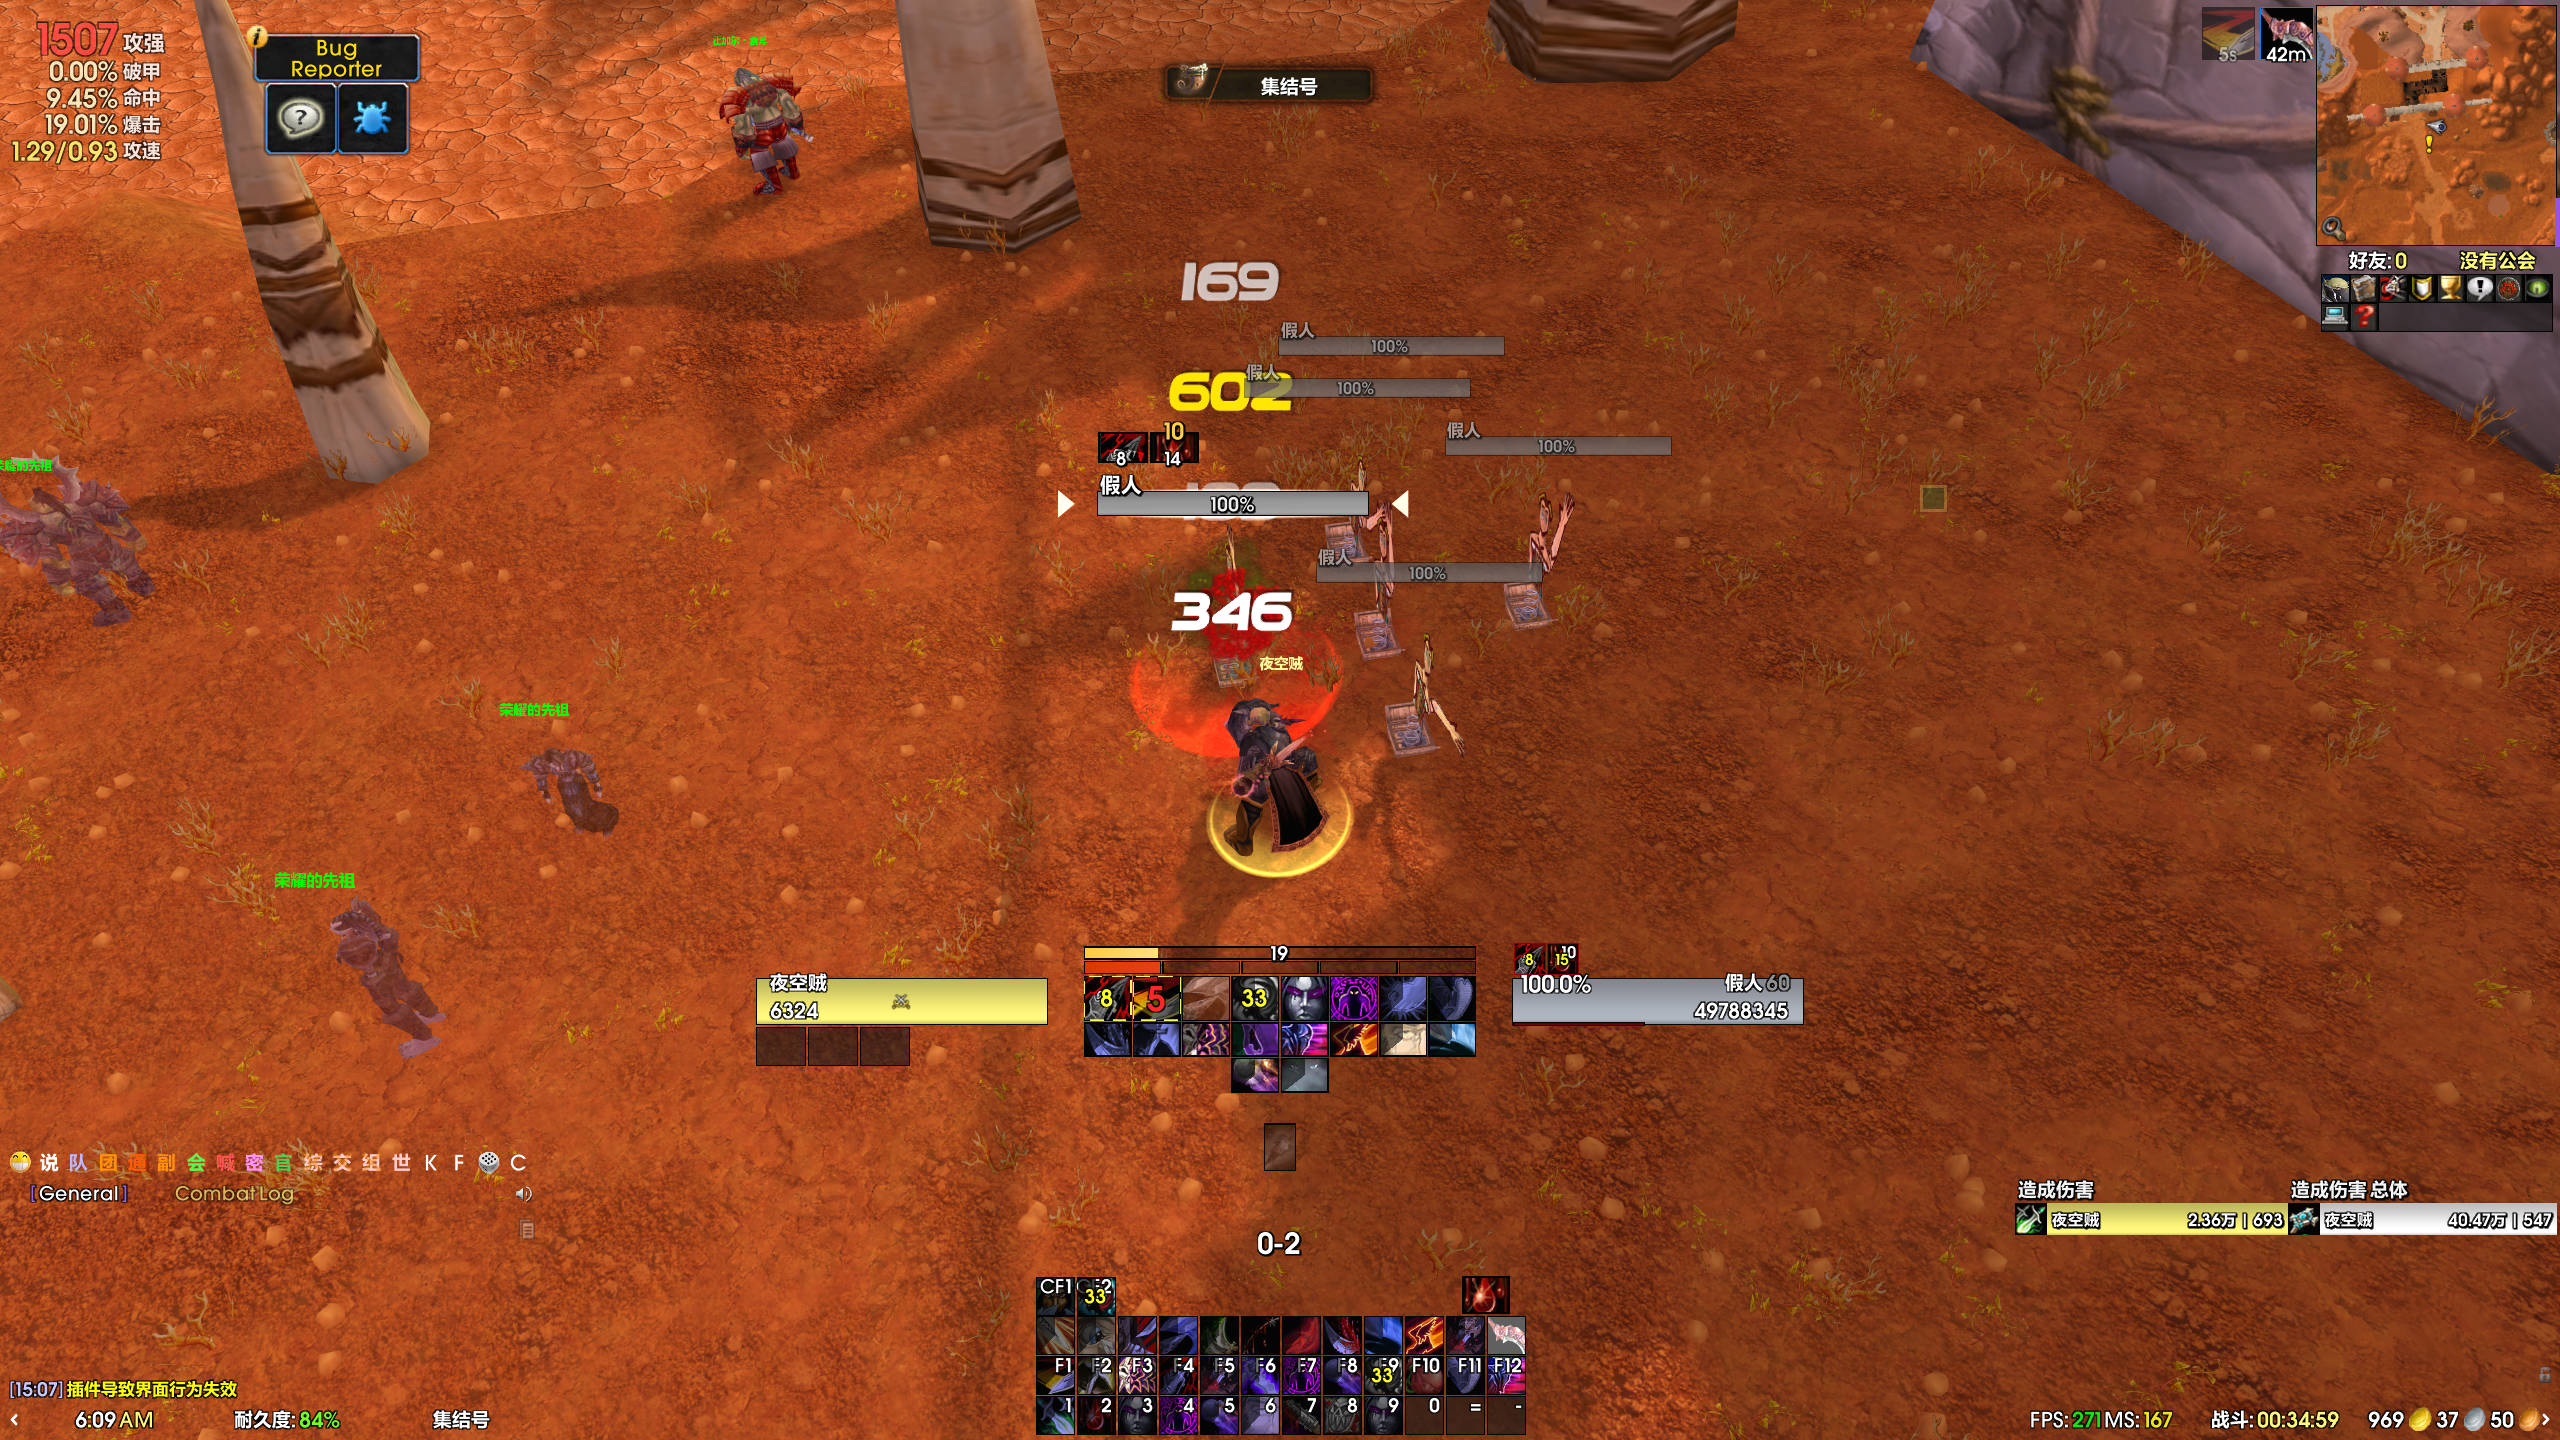 1507 攻强
0.00% 破甲
9.45% 命中
19.01% 爆击
1.29/0.93 攻速
Bug
Reporter
集结号
5s
42m
好友: 0
没有公会
169
假人
100%
602
假人
100%
10
8
14
假人
100%
假人
100%
假人
100%
346
夜空贼
荣耀的先祖
荣耀的先祖
19
夜空贼
6324
8
5
33
8
15
10
100.0%
假人 60
49788345
说 队 团 通 副 会 喊 密 官 综 交 组 世 K F C
[General]
CombatLog
造成伤害
夜空贼
2.36万 | 693
造成伤害 总体
夜空贼
40.47万 | 547
0-2
CF1
33
F1 F2 F3 F4 F5 F6 F7 F8 F9 F10 F11 F12
33
1 2 3 4 5 6 7 8 9 0 = -
[15:07] 插件导致界面行为失效
6:09 AM
耐久度: 84%
集结号
FPS: 271 MS: 167
战斗: 00:34:59
969 37 50